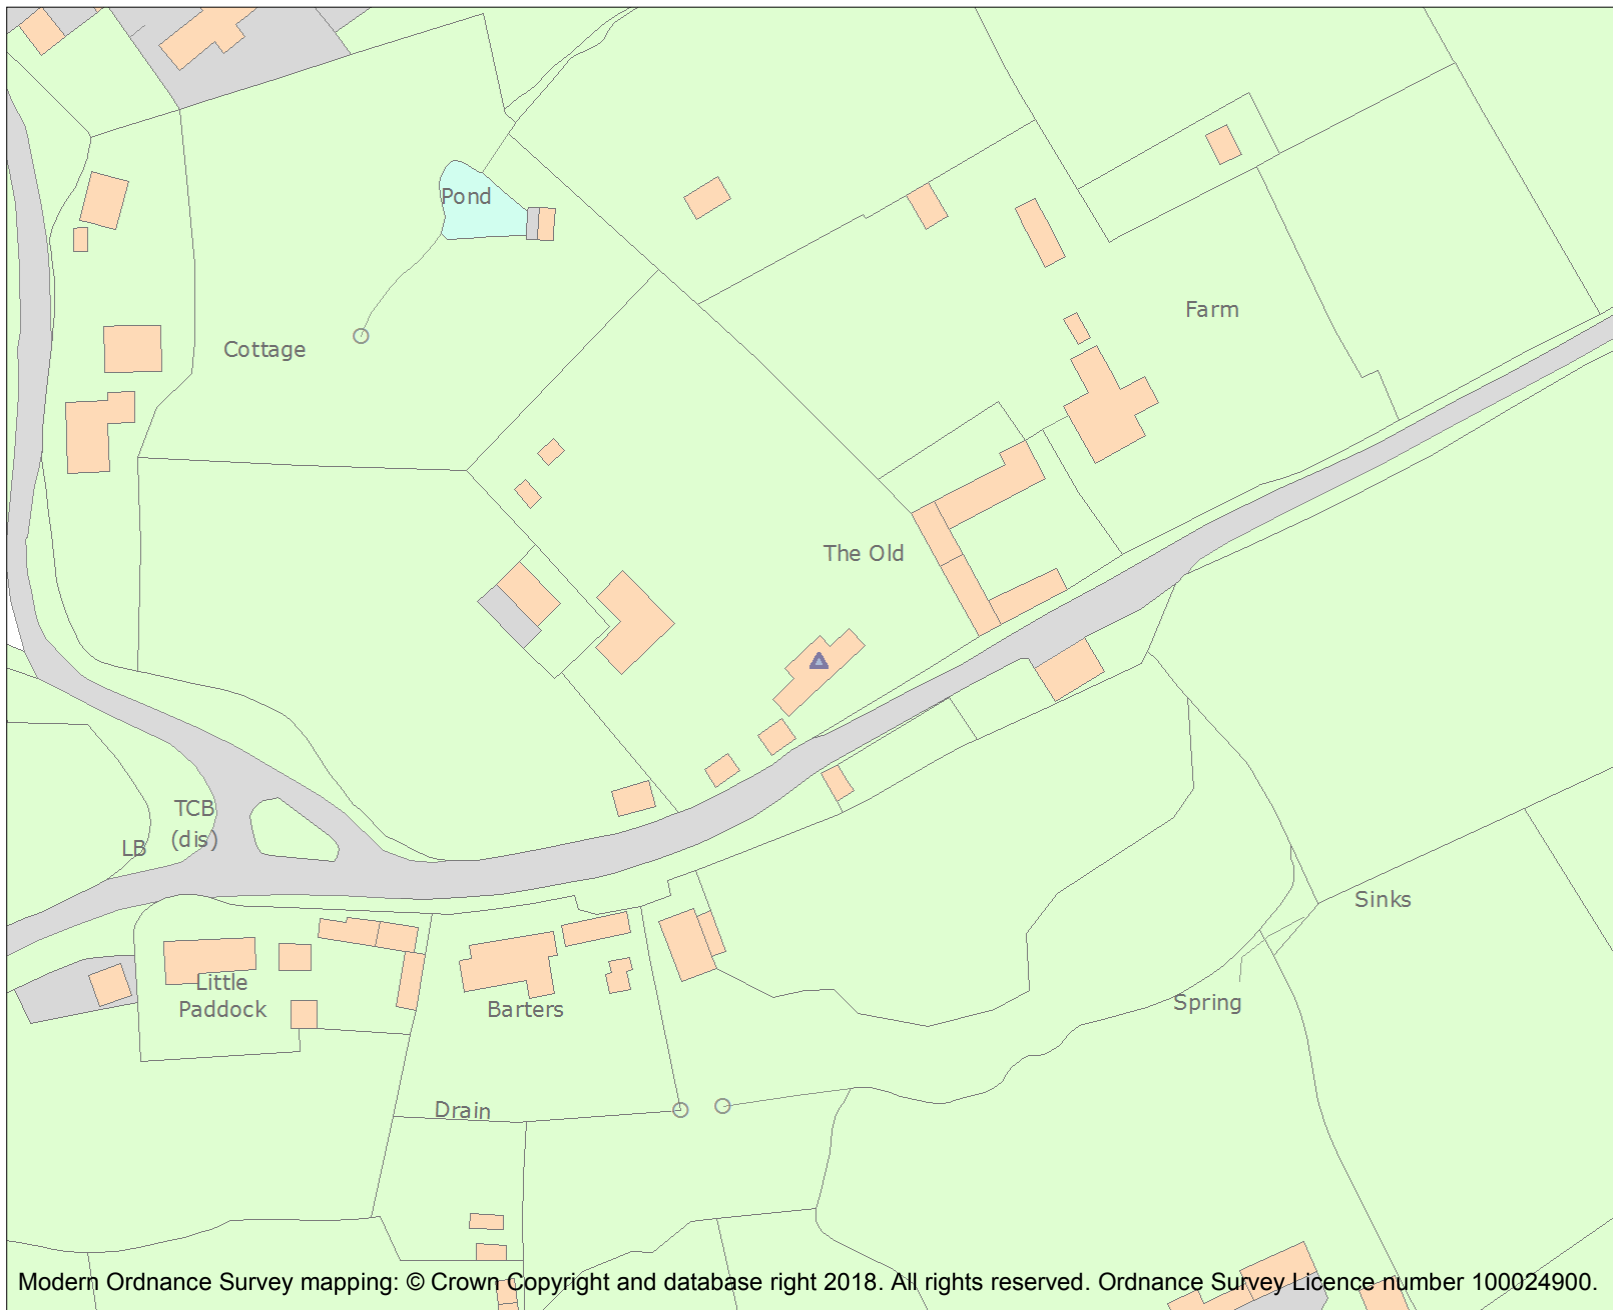 Pond
Farm
Cottage
The Old
TCB
(dis)
LB
Sinks
Little
Paddock
Barters
Spring
Drain
Modern Ordnance Survey mapping: © Crown Copyright and database right 2018. All rights reserved. Ordnance Survey Licence number 100024900.